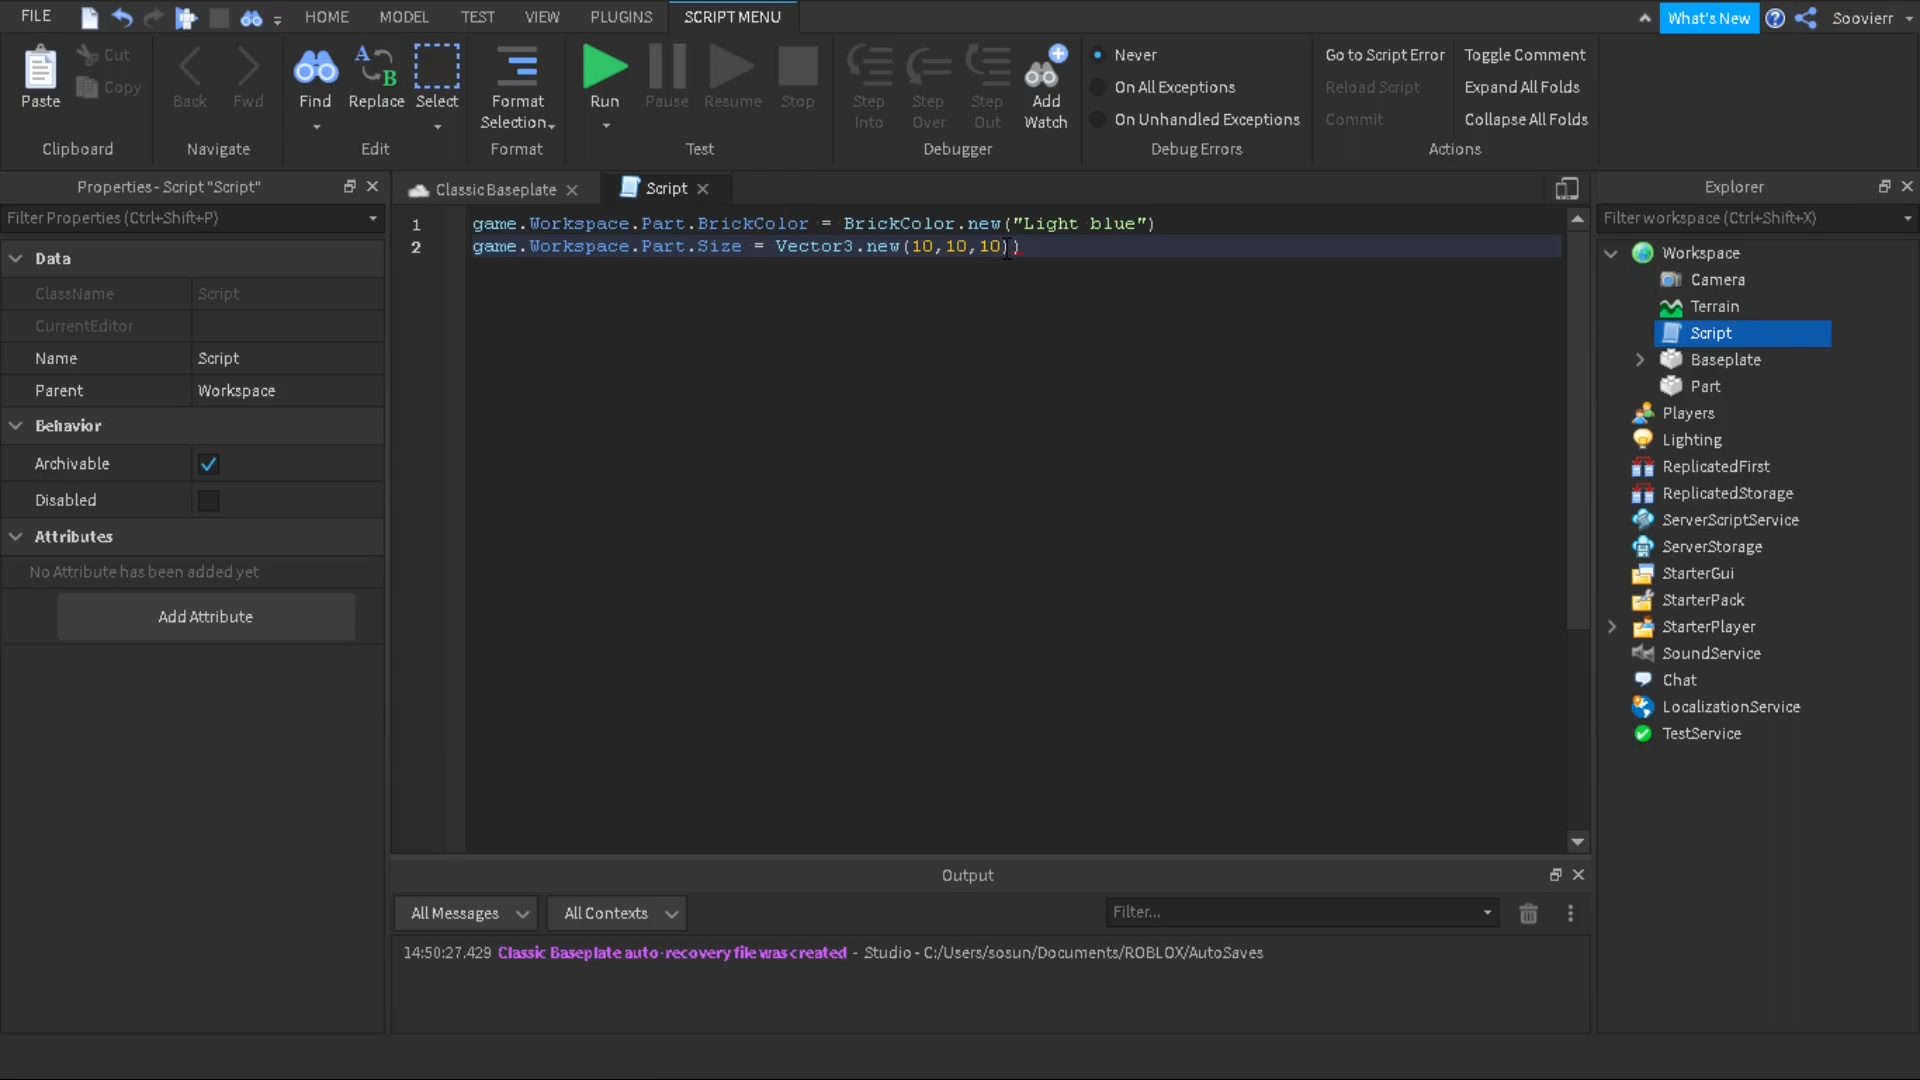 FILE HOME MODEL TEST VIEW PLUGINS SCRIPT MENU What's New Soovierr
Paste Cut Copy Back Fwd Find Replace Select Format Selection Run Pause Resume Stop Step Into Step Over Step Out Add Watch
Never Go to Script Error Toggle Comment
On All Exceptions Reload Script Expand All Folds
On Unhandled Exceptions Commit Collapse All Folds
Clipboard Navigate Edit Format Test Debugger Debug Errors Actions
Properties - Script "Script"
Filter Properties (Ctrl+Shift+P)
Data
ClassName Script
CurrentEditor
Name Script
Parent Workspace
Behavior
Archivable
Disabled
Attributes
No Attribute has been added yet
Add Attribute
Classic Baseplate Script
1 game.Workspace.Part.BrickColor = BrickColor.new("Light blue")
2 game.Workspace.Part.Size = Vector3.new(10,10,10))
Output
All Messages All Contexts Filter...
14:50:27.429 Classic Baseplate auto-recovery file was created - Studio - C:/Users/sosun/Documents/ROBLOX/AutoSaves
Explorer
Filter workspace (Ctrl+Shift+X)
Workspace
Camera
Terrain
Script
Baseplate
Part
Players
Lighting
ReplicatedFirst
ReplicatedStorage
ServerScriptService
ServerStorage
StarterGui
StarterPack
StarterPlayer
SoundService
Chat
LocalizationService
TestService